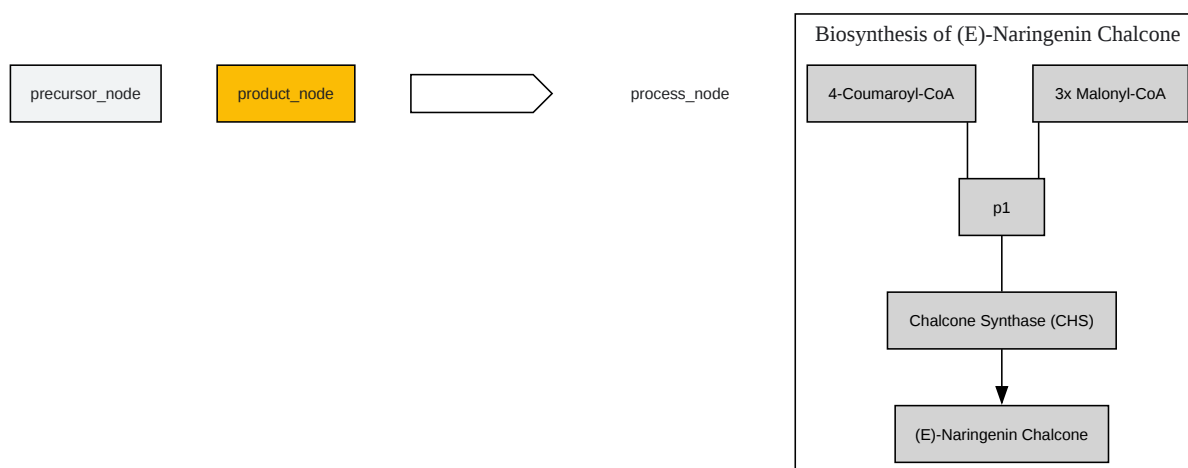 Biosynthesis of (E)-Naringenin Chalcone
precursor_node
product_node
process_node
4-Coumaroyl-CoA
3x Malonyl-CoA
p1
Chalcone Synthase (CHS)
(E)-Naringenin Chalcone